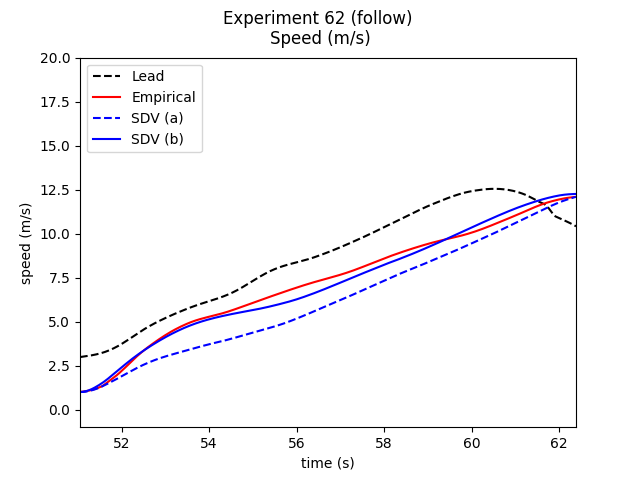 Experiment 62 (follow)
Speed (m/s)
20.0
17.5
15.0
12.5
10.0
7.5
5.0
2.5
0.0
speed (m/s)
Lead
Empirical
SDV (a)
SDV (b)
52 54 56 58 60 62
time (s)